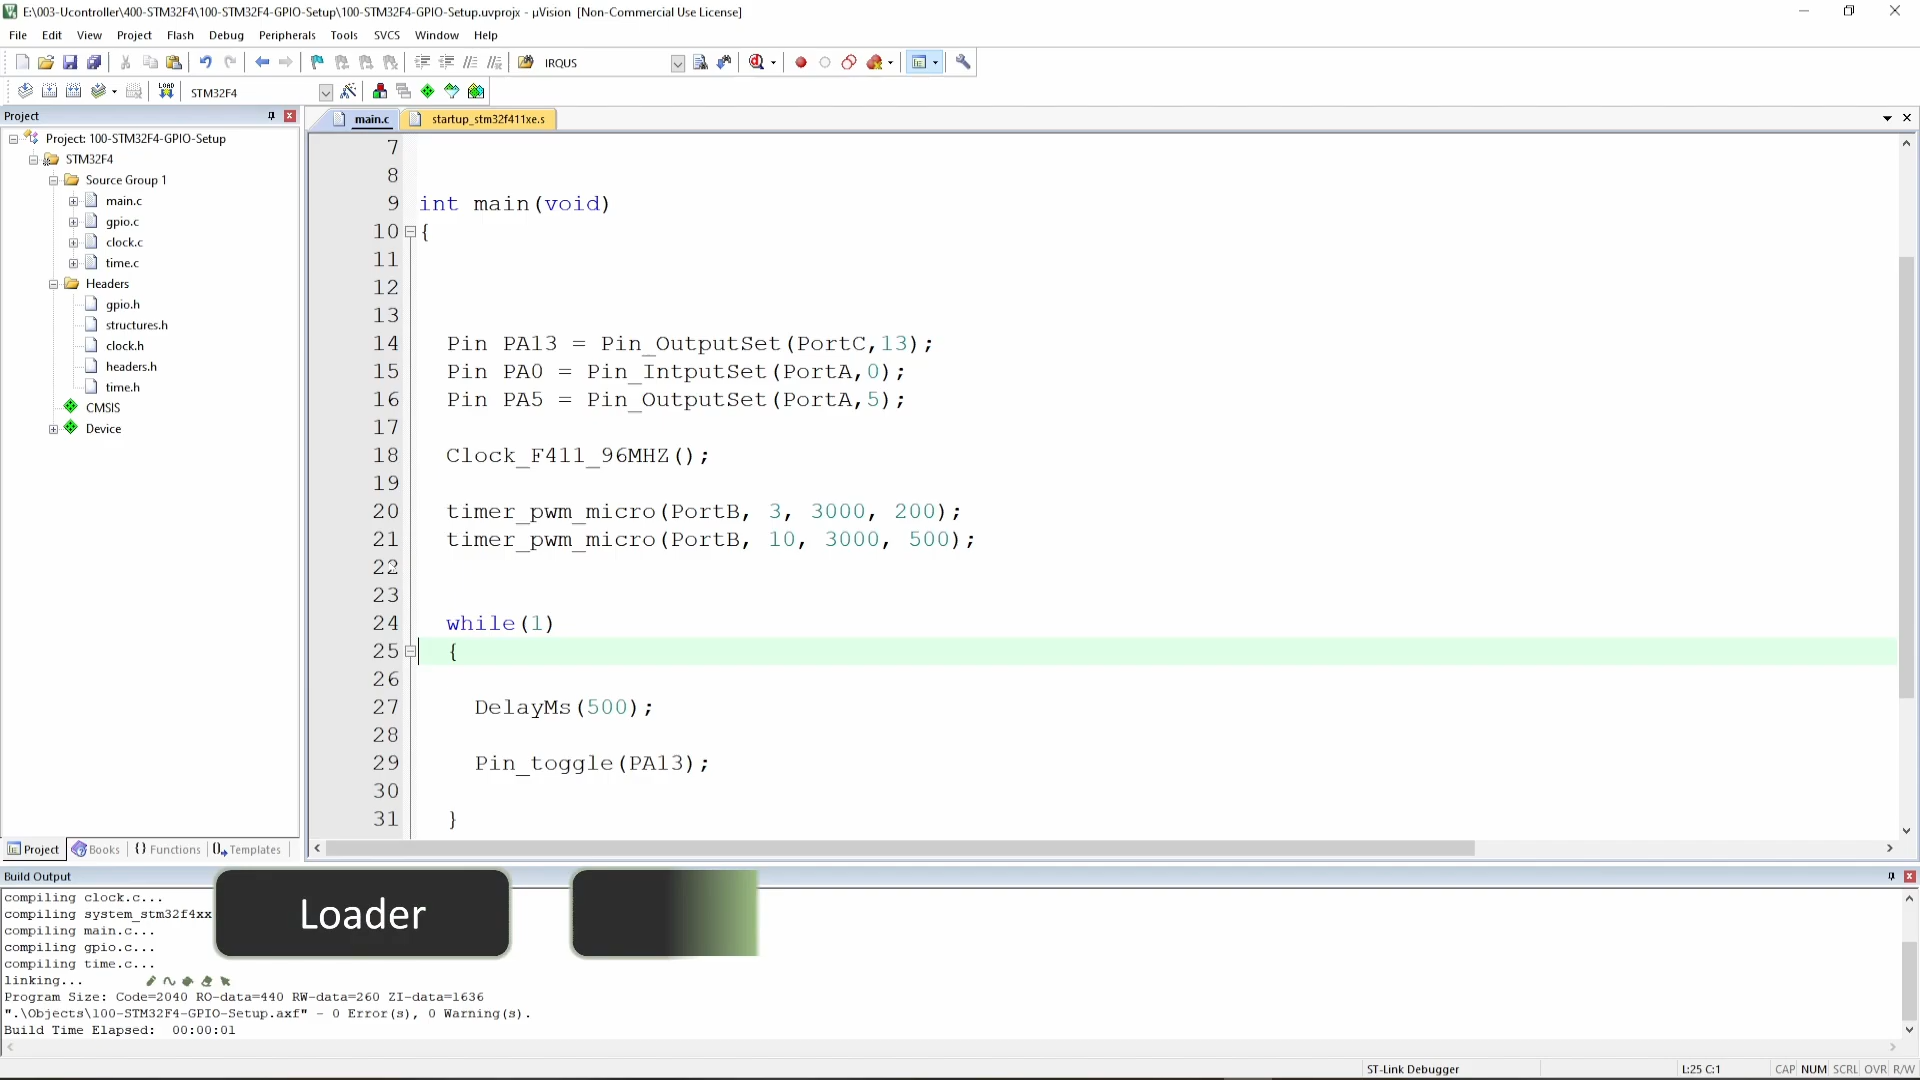 E:\003-Ucontroller\400-STM32F4\100-STM32F4-GPIO-Setup\100-STM32F4-GPIO-Setup.uvprojx - µVision [Non-Commercial Use License]
File Edit View Project Flash Debug Peripherals Tools SVCS Window Help
IRQUS
LOAD STM32F4
Project
main.c startup_stm32f411xe.s
Project: 100-STM32F4-GPIO-Setup
STM32F4
Source Group 1
main.c
gpio.c
clock.c
time.c
Headers
gpio.h
structures.h
clock.h
headers.h
time.h
CMSIS
Device
7
8
9 int main(void)
10 {
11
12
13
14 Pin PA13 = Pin_OutputSet(PortC,13);
15 Pin PA0 = Pin_IntputSet(PortA,0);
16 Pin PA5 = Pin_OutputSet(PortA,5);
17
18 Clock_F411_96MHZ();
19
20 timer_pwm_micro(PortB, 3, 3000, 200);
21 timer_pwm_micro(PortB, 10, 3000, 500);
22
23
24 while(1)
25 {
26
27 DelayMs(500);
28
29 Pin_toggle(PA13);
30
31 }
Project Books {} Functions Templates
Build Output
compiling clock.c...
compiling system_stm32f4xx
compiling main.c...
compiling gpio.c...
compiling time.c...
linking...
Program Size: Code=2040 RO-data=440 RW-data=260 ZI-data=1636
".\Objects\100-STM32F4-GPIO-Setup.axf" - 0 Error(s), 0 Warning(s).
Build Time Elapsed: 00:00:01
Loader
ST-Link Debugger L:25 C:1 CAP NUM SCRL OVR R/W